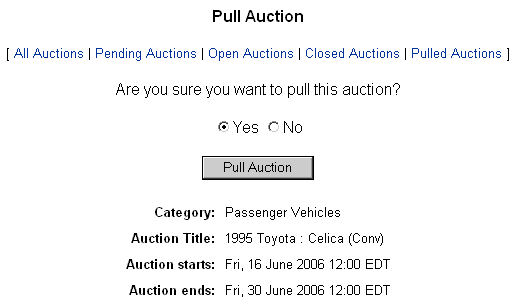 Pull Auction
[ All Auctions | Pending Auctions | Open Auctions | Closed Auctions | Pulled Auctions ]
Are you sure you want to pull this auction?
Yes No
Pull Auction
Category: Passenger Vehicles
Auction Title: 1995 Toyota : Celica (Conv)
Auction starts: Fri, 16 June 2006 12:00 EDT
Auction ends: Fri, 30 June 2006 12:00 EDT